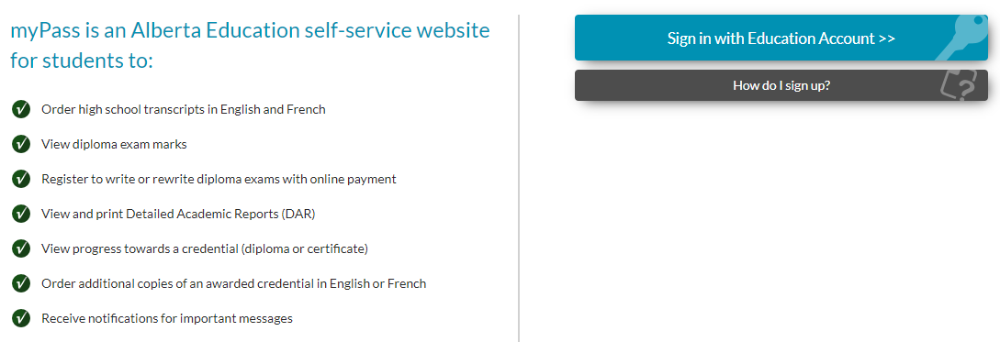 myPass is an Alberta Education self-service website
for students to:
Order high school transcripts in English and French
View diploma exam marks
Register to write or rewrite diploma exams with online payment
View and print Detailed Academic Reports (DAR)
View progress towards a credential (diploma or certificate)
Order additional copies of an awarded credential in English or French
Receive notifications for important messages
Sign in with Education Account >>
How do I sign up?